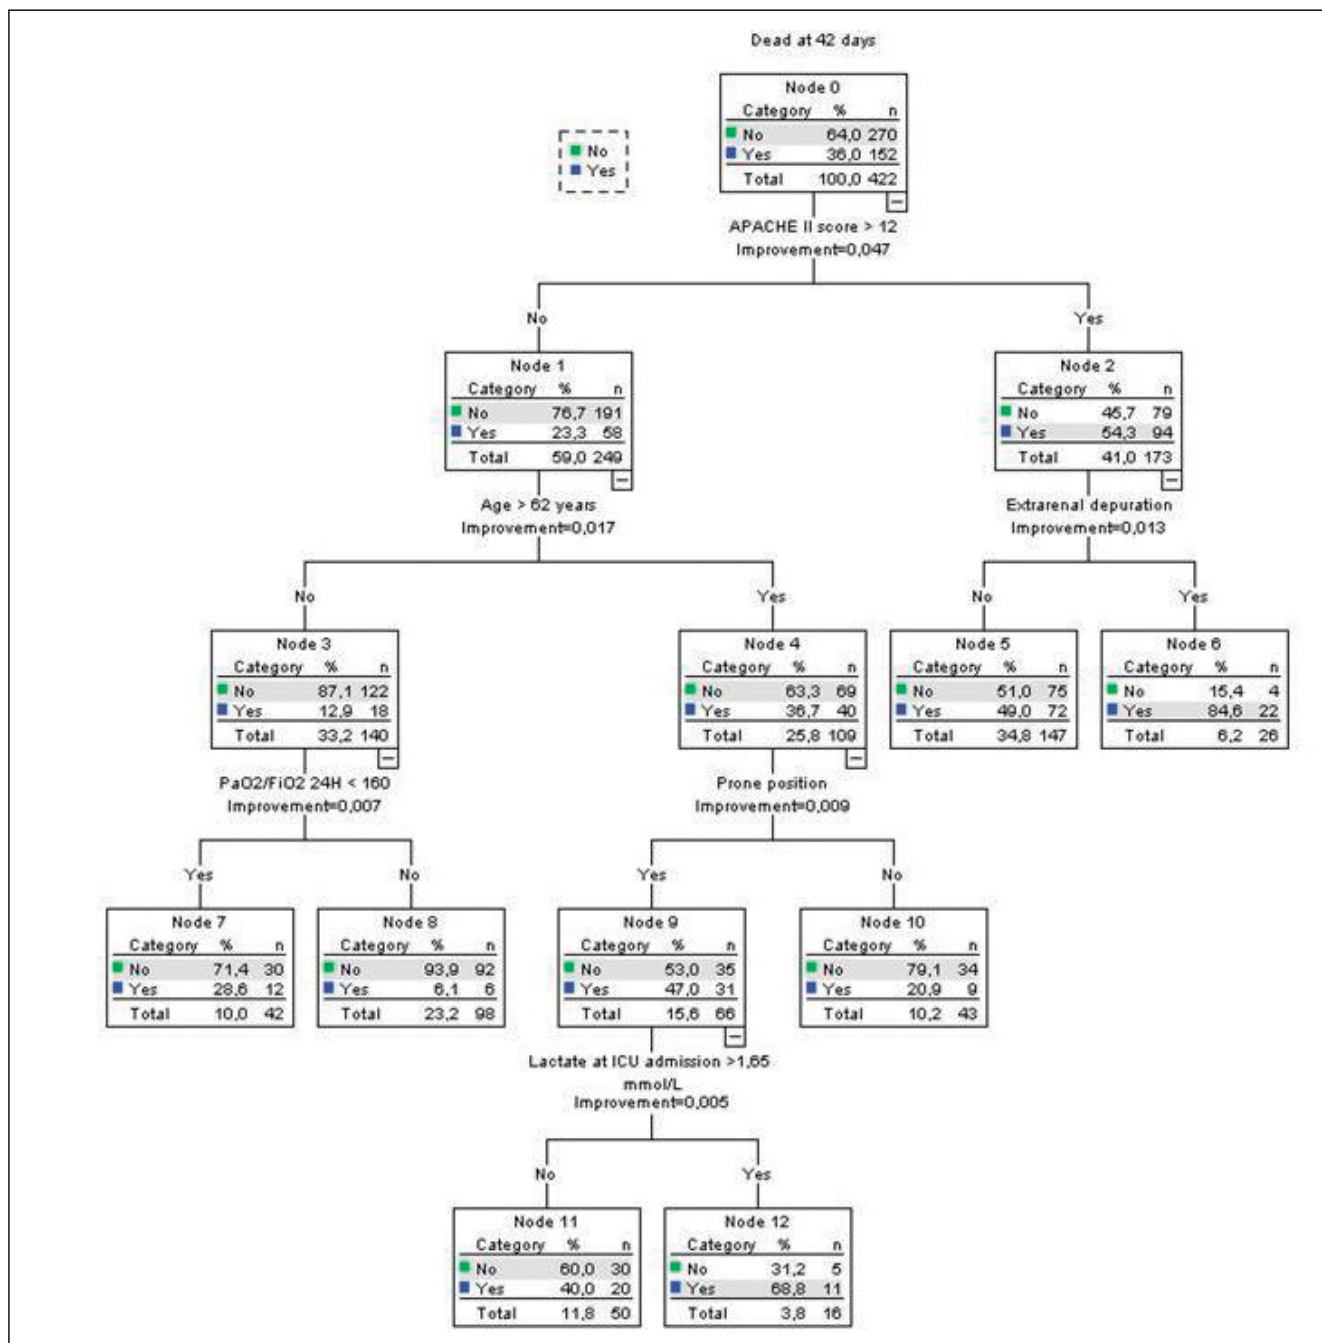 Dead at 42 days
No
Yes
Node 0
Category % n
No 64,0 270
Yes 36,0 152
Total 100,0 422
APACHE II score > 12
Improvement=0,047
No
Yes
Node 1
Category % n
No 76,7 191
Yes 23,3 58
Total 59,0 249
Age > 62 years
Improvement=0,017
Node 2
Category % n
No 45,7 79
Yes 54,3 94
Total 41,0 173
Extrarenal depuration
Improvement=0,013
No
Yes
No
Yes
Node 3
Category % n
No 87,1 122
Yes 12,9 18
Total 33,2 140
PaO2/FiO2 24H < 160
Improvement=0,007
Node 4
Category % n
No 63,3 69
Yes 36,7 40
Total 25,8 109
Prone position
Improvement=0,009
Node 5
Category % n
No 51,0 75
Yes 49,0 72
Total 34,8 147
Node 6
Category % n
No 15,4 4
Yes 84,6 22
Total 6,2 26
Yes
No
Yes
No
Node 7
Category % n
No 71,4 30
Yes 28,6 12
Total 10,0 42
Node 8
Category % n
No 93,9 92
Yes 6,1 6
Total 23,2 98
Node 9
Category % n
No 53,0 35
Yes 47,0 31
Total 15,6 66
Lactate at ICU admission >1,65
mmol/L
Improvement=0,005
Node 10
Category % n
No 79,1 34
Yes 20,9 9
Total 10,2 43
No
Yes
Node 11
Category % n
No 60,0 30
Yes 40,0 20
Total 11,8 50
Node 12
Category % n
No 31,2 5
Yes 68,8 11
Total 3,8 16